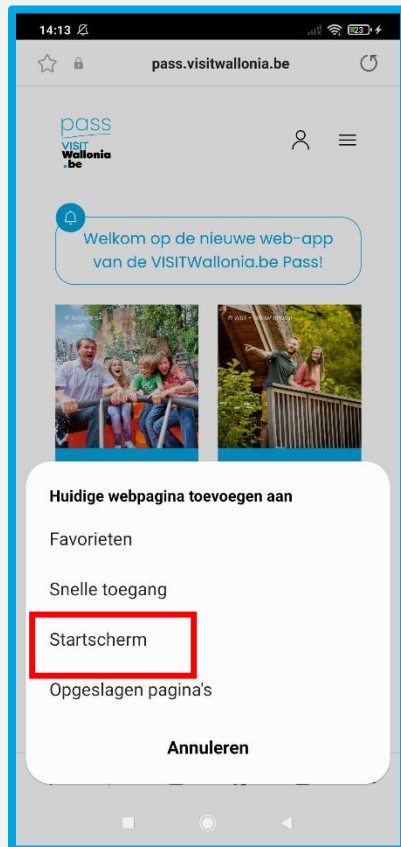 14:13
23
pass.visitwallonia.be
pass
VISIT
Wallonia
.be
Welkom op de nieuwe web-app
van de VISITWallonia.be Pass!
Huidige webpagina toevoegen aan
Favorieten
Snelle toegang
Startscherm
Opgeslagen pagina's
Annuleren